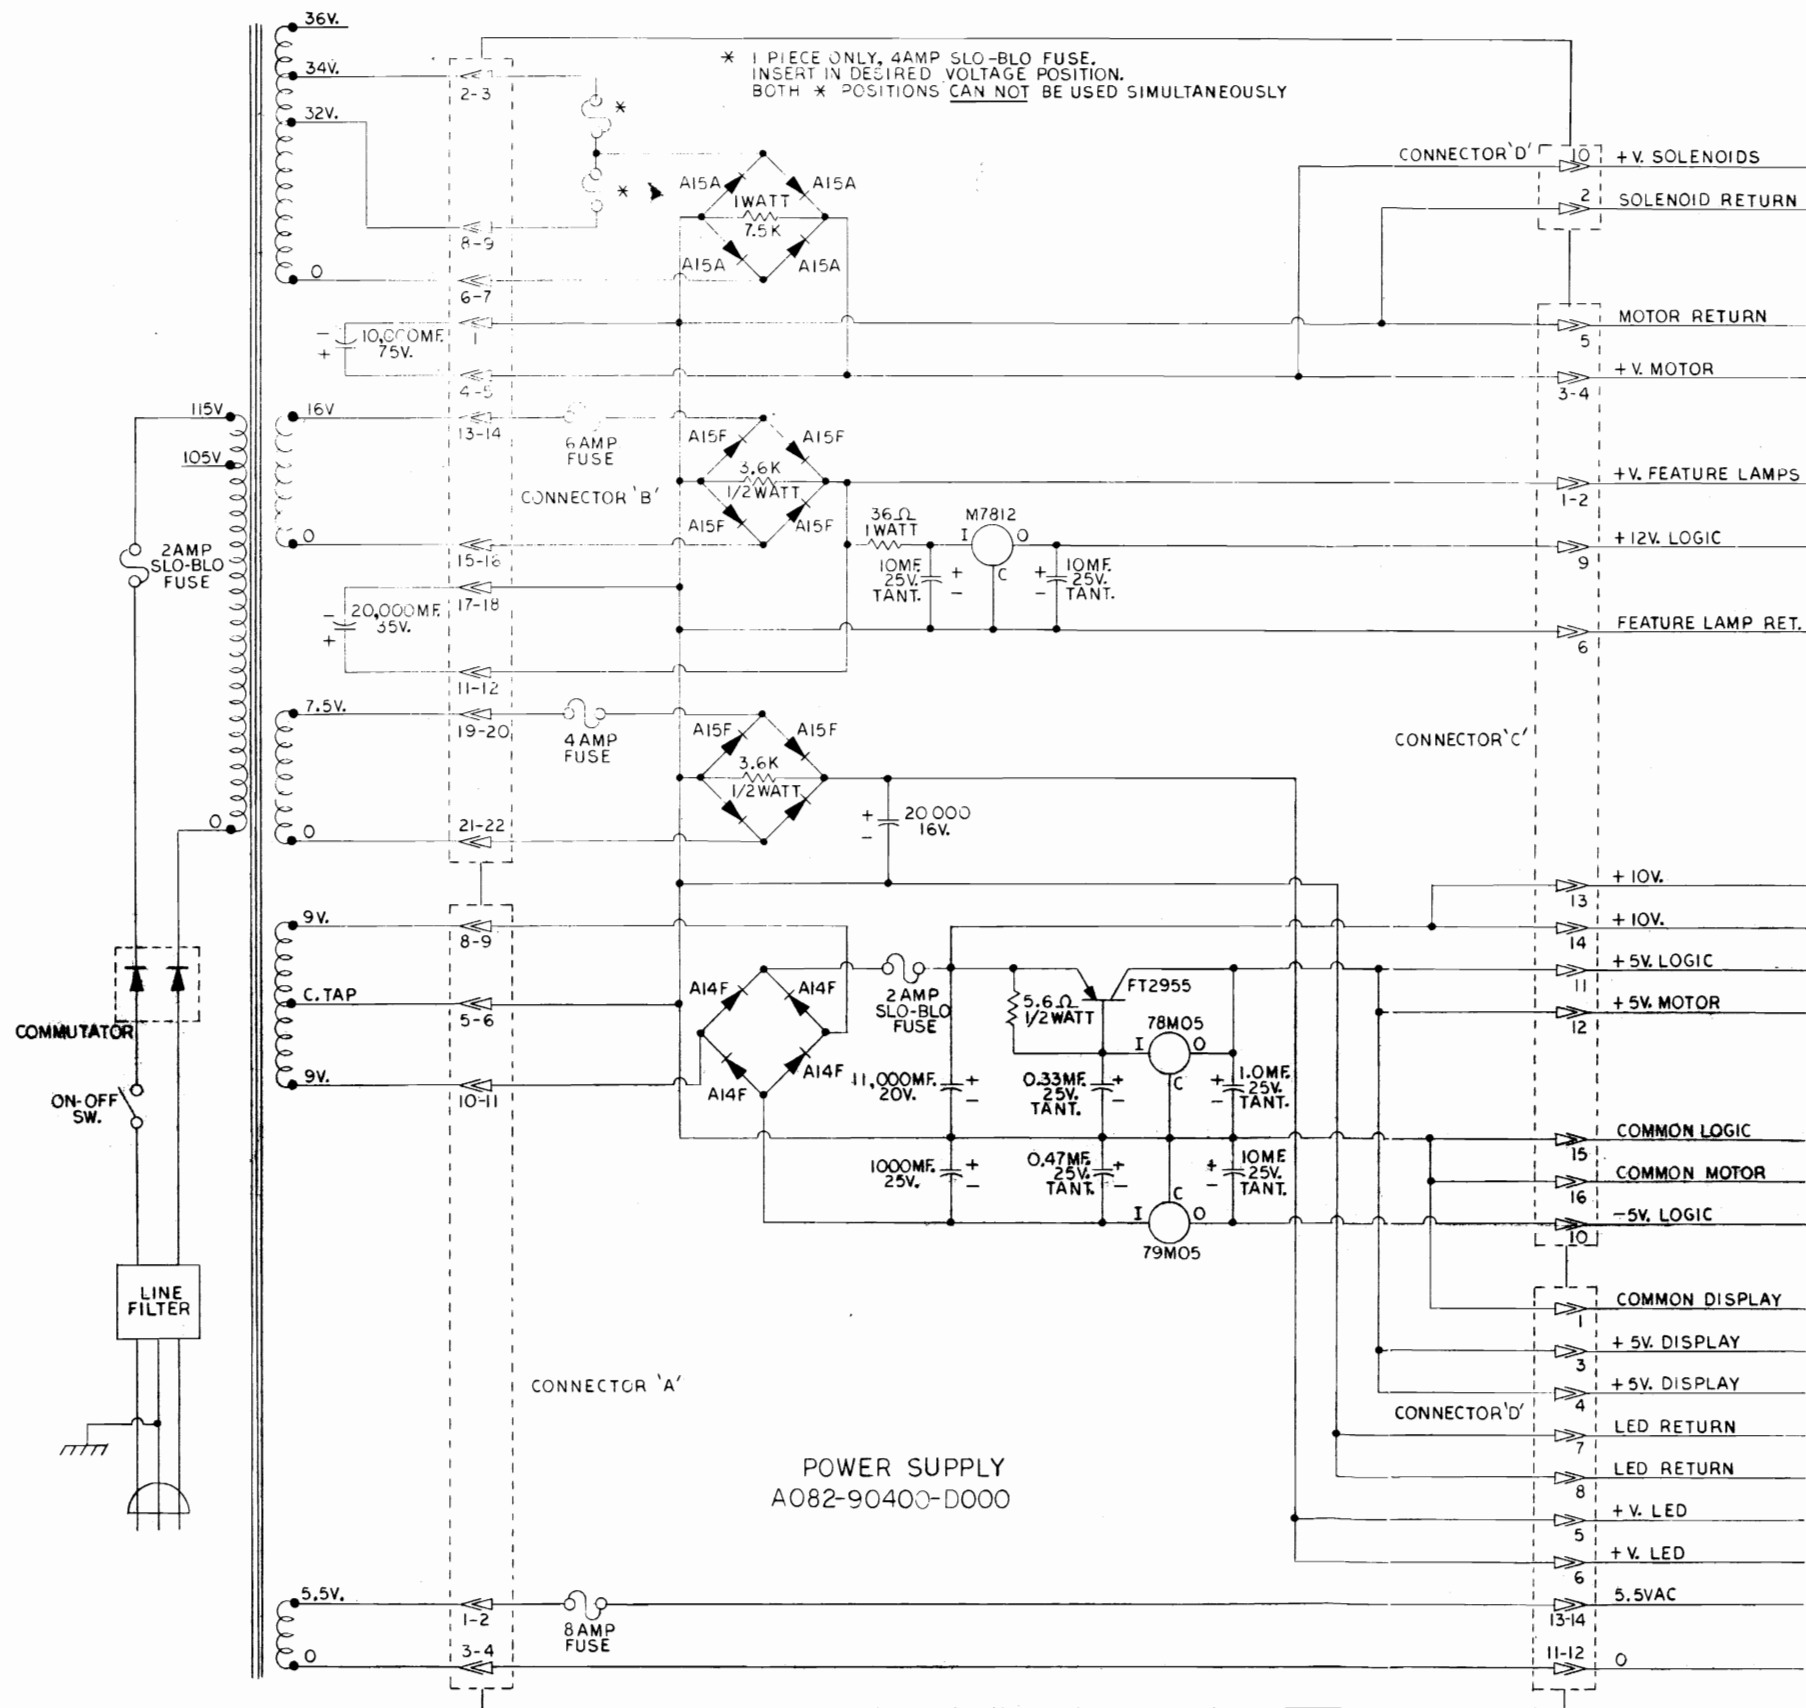 36V.
34V.
2-3
32V.
* 1 PIECE ONLY, 4AMP SLO-BLO FUSE.
INSERT IN DESIRED VOLTAGE POSITION.
BOTH * POSITIONS CAN NOT BE USED SIMULTANEOUSLY
*
*
8-9
0
6-7
A15A
A15A
1WATT
7.5K
A15A
A15A
CONNECTOR 'D'
10
+V. SOLENOIDS
2
SOLENOID RETURN
-
+
10,000MF.
75V.
1
4-5
MOTOR RETURN
5
+V. MOTOR
3-4
115V
105V
0
2AMP
SLO-BLO
FUSE
16V
13-14
6AMP
FUSE
0
15-16
CONNECTOR 'B'
A15F
A15F
3.6K
1/2WATT
A15F
A15F
+V. FEATURE LAMPS
1-2
36Ω
1WATT
M7812
I
O
C
10MF.
25V.
TANT.
+
-
+
-
10MF.
25V.
TANT.
+12V. LOGIC
9
-
+
20,000MF.
35V.
17-18
11-12
FEATURE LAMP RET.
6
7.5V.
19-20
4AMP
FUSE
0
21-22
A15F
A15F
3.6K
1/2WATT
+
-
20 000
16V.
CONNECTOR 'C'
+10V.
13
+10V.
14
+5V. LOGIC
11
+5V. MOTOR
12
9V.
8-9
C. TAP
5-6
9V.
10-11
A14F
A14F
A14F
A14F
2AMP
SLO-BLO
FUSE
5.6Ω
1/2WATT
FT2955
78M05
I
O
C
11,000MF.
20V.
+
-
0.33MF.
25V.
TANT.
+
-
+
-
1.0MF.
25V.
TANT.
1000MF.
25V.
+
-
0.47MF.
25V.
TANT.
+
-
+
-
10MF.
25V.
TANT.
C
I
O
79M05
COMMON LOGIC
15
COMMON MOTOR
16
-5V. LOGIC
10
COMMUTATOR
ON-OFF
SW.
LINE
FILTER
CONNECTOR 'A'
COMMON DISPLAY
1
+5V. DISPLAY
3
+5V. DISPLAY
4
CONNECTOR 'D'
LED RETURN
7
LED RETURN
8
+V. LED
5
+V. LED
6
POWER SUPPLY
A082-90400-D000
5.5V.
1-2
8AMP
FUSE
5.5VAC
13-14
0
3-4
11-12
0